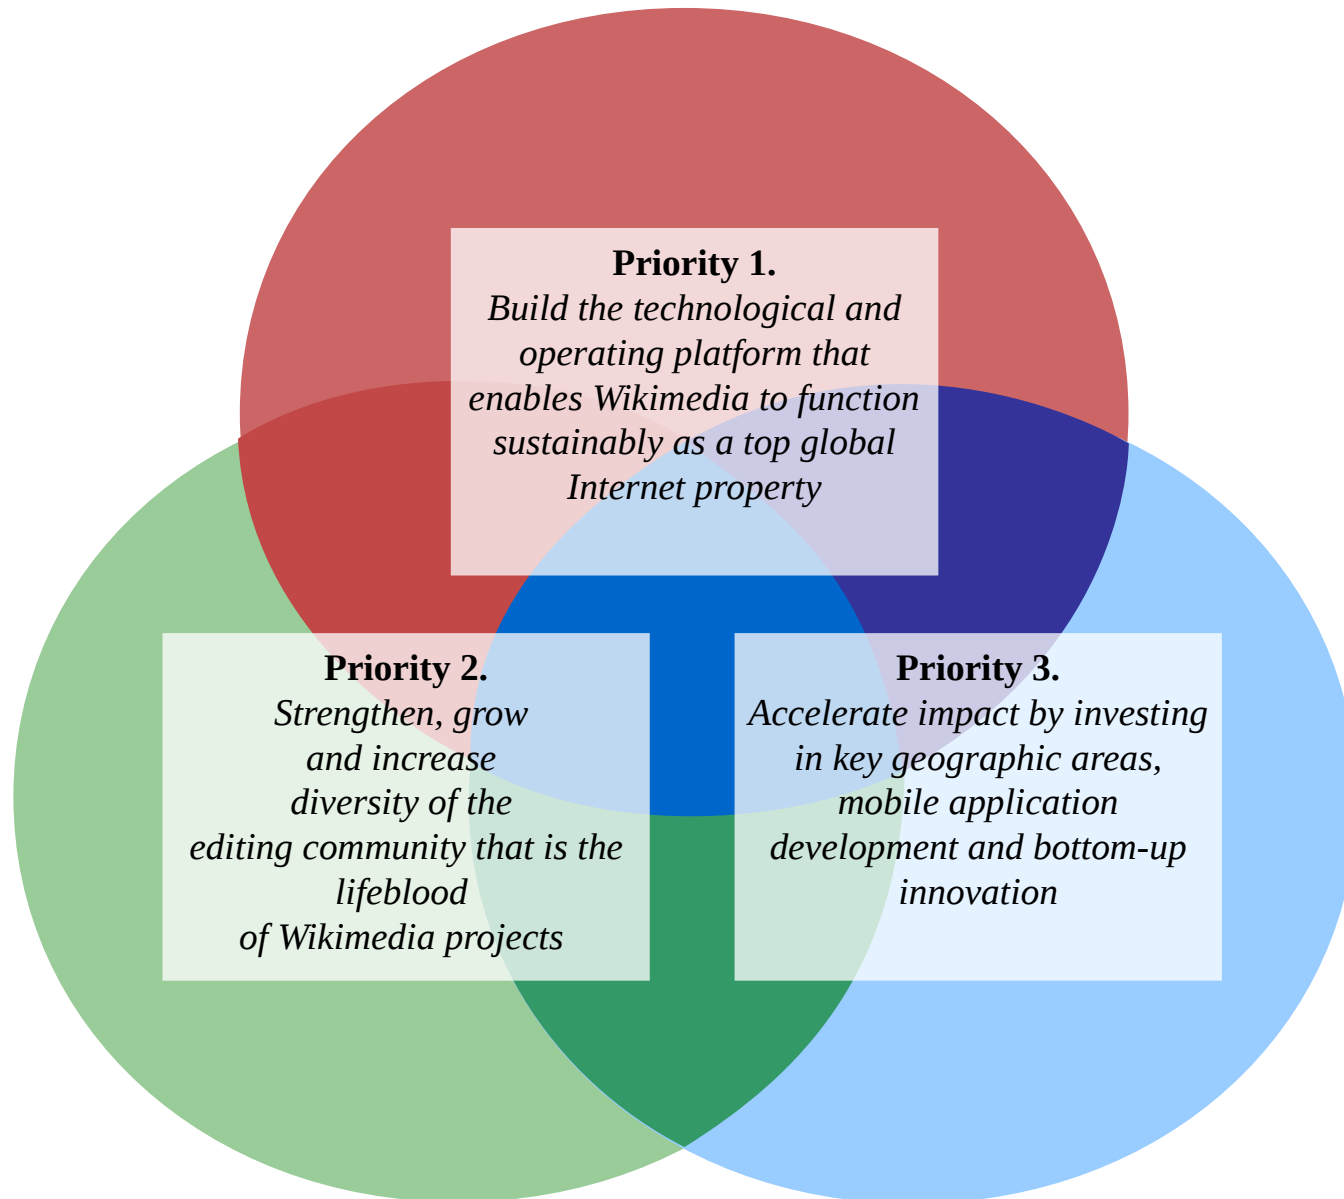 Priority 1.
Build the technological and
operating platform that
enables Wikimedia to function
sustainably as a top global
Internet property
Priority 2.
Strengthen, grow
and increase
diversity of the
editing community that is the
lifeblood
of Wikimedia projects
Priority 3.
Accelerate impact by investing
in key geographic areas,
mobile application
development and bottom-up
innovation